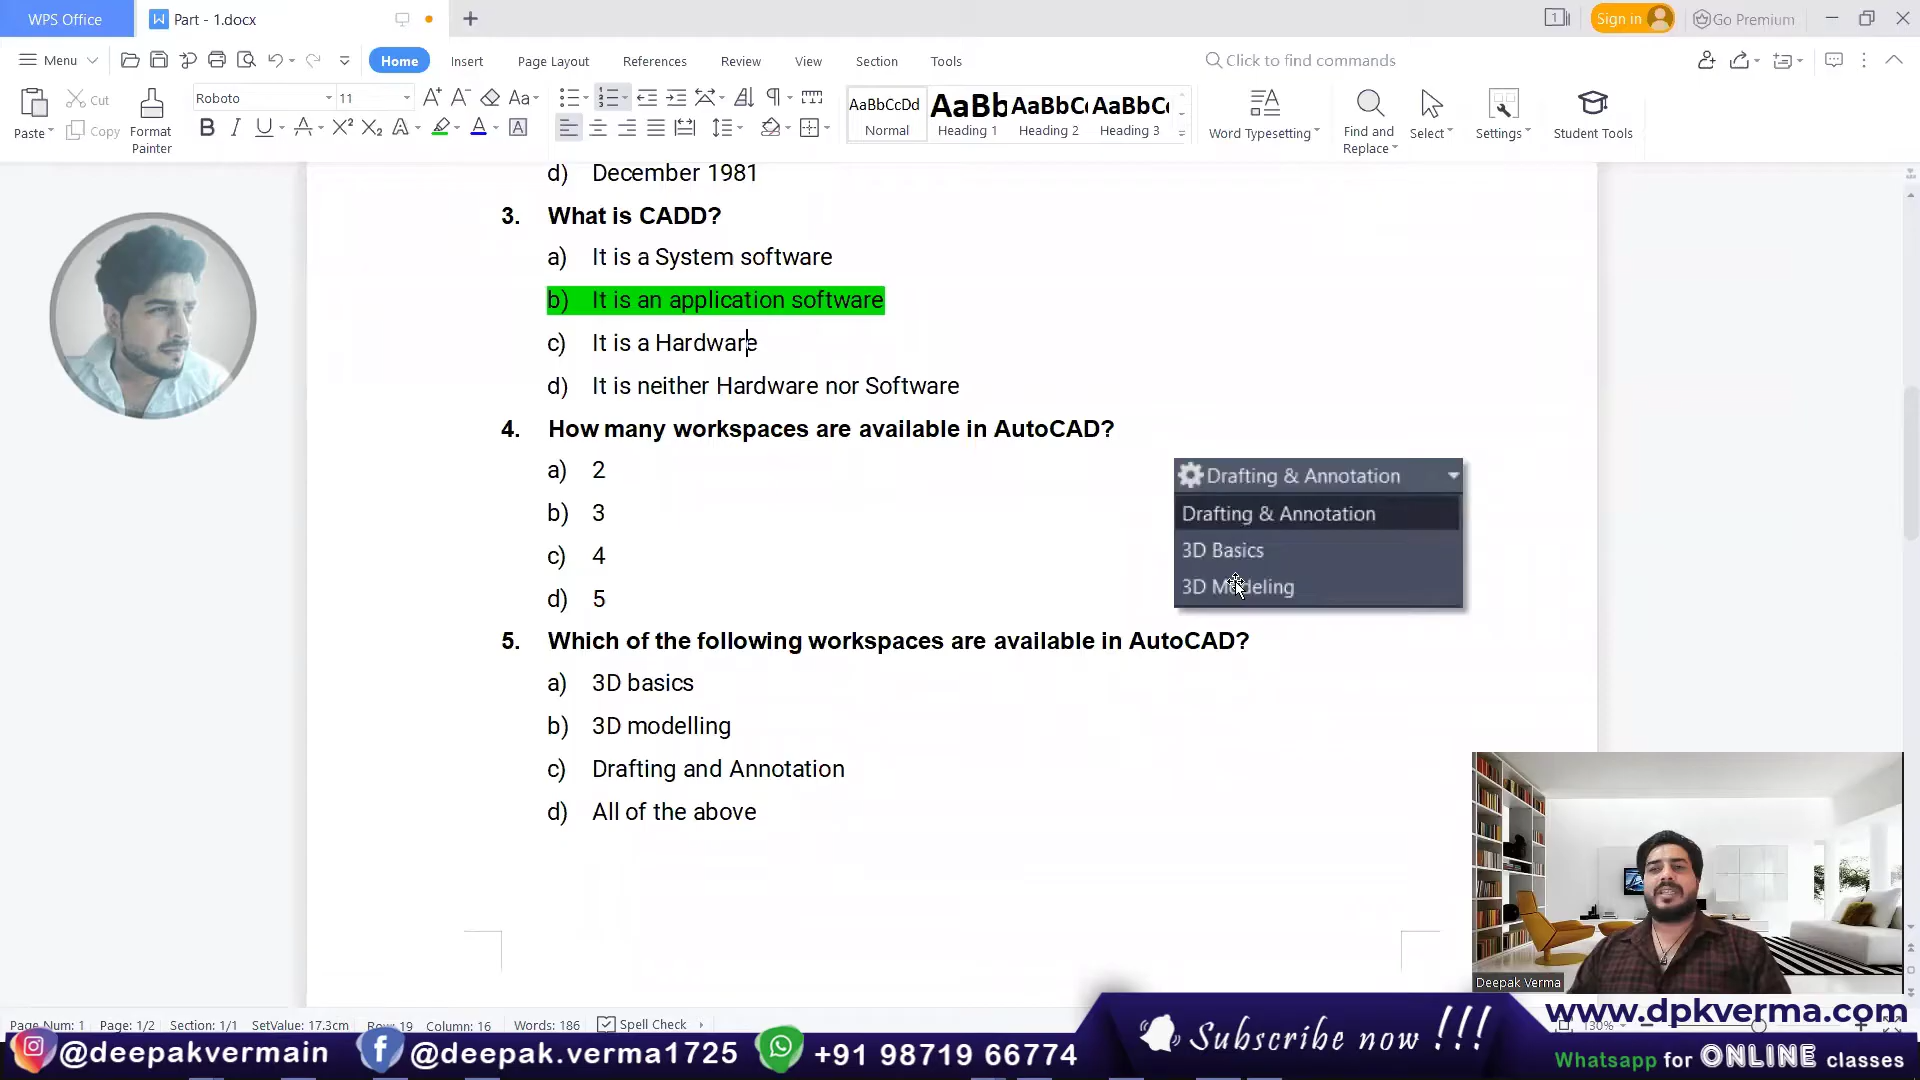 WPS Office
Part - 1.docx
1
Sign in
Go Premium
Menu
Home
Insert
Page Layout
References
Review
View
Section
Tools
Click to find commands
Paste
Cut
Copy
Format Painter
Roboto
11
AaBbCcDd
Normal
AaBb
Heading 1
AaBbC
Heading 2
AaBbC
Heading 3
Word Typesetting
Find and Replace
Select
Settings
Student Tools
d) December 1981
3. What is CADD?
a) It is a System software
b) It is an application software
c) It is a Hardware
d) It is neither Hardware nor Software
4. How many workspaces are available in AutoCAD?
a) 2
b) 3
c) 4
d) 5
Drafting & Annotation
Drafting & Annotation
3D Basics
3D Modeling
5. Which of the following workspaces are available in AutoCAD?
a) 3D basics
b) 3D modelling
c) Drafting and Annotation
d) All of the above
Deepak Verma
Page Num: 1 Page: 1/2 Section: 1/1 SetValue: 17.3cm Row: 19 Column: 16 Words: 186 Spell Check
130%
@deepakvermain
@deepak.verma1725
+91 98719 66774
Subscribe now !!!
www.dpkverma.com
Whatsapp for ONLINE classes